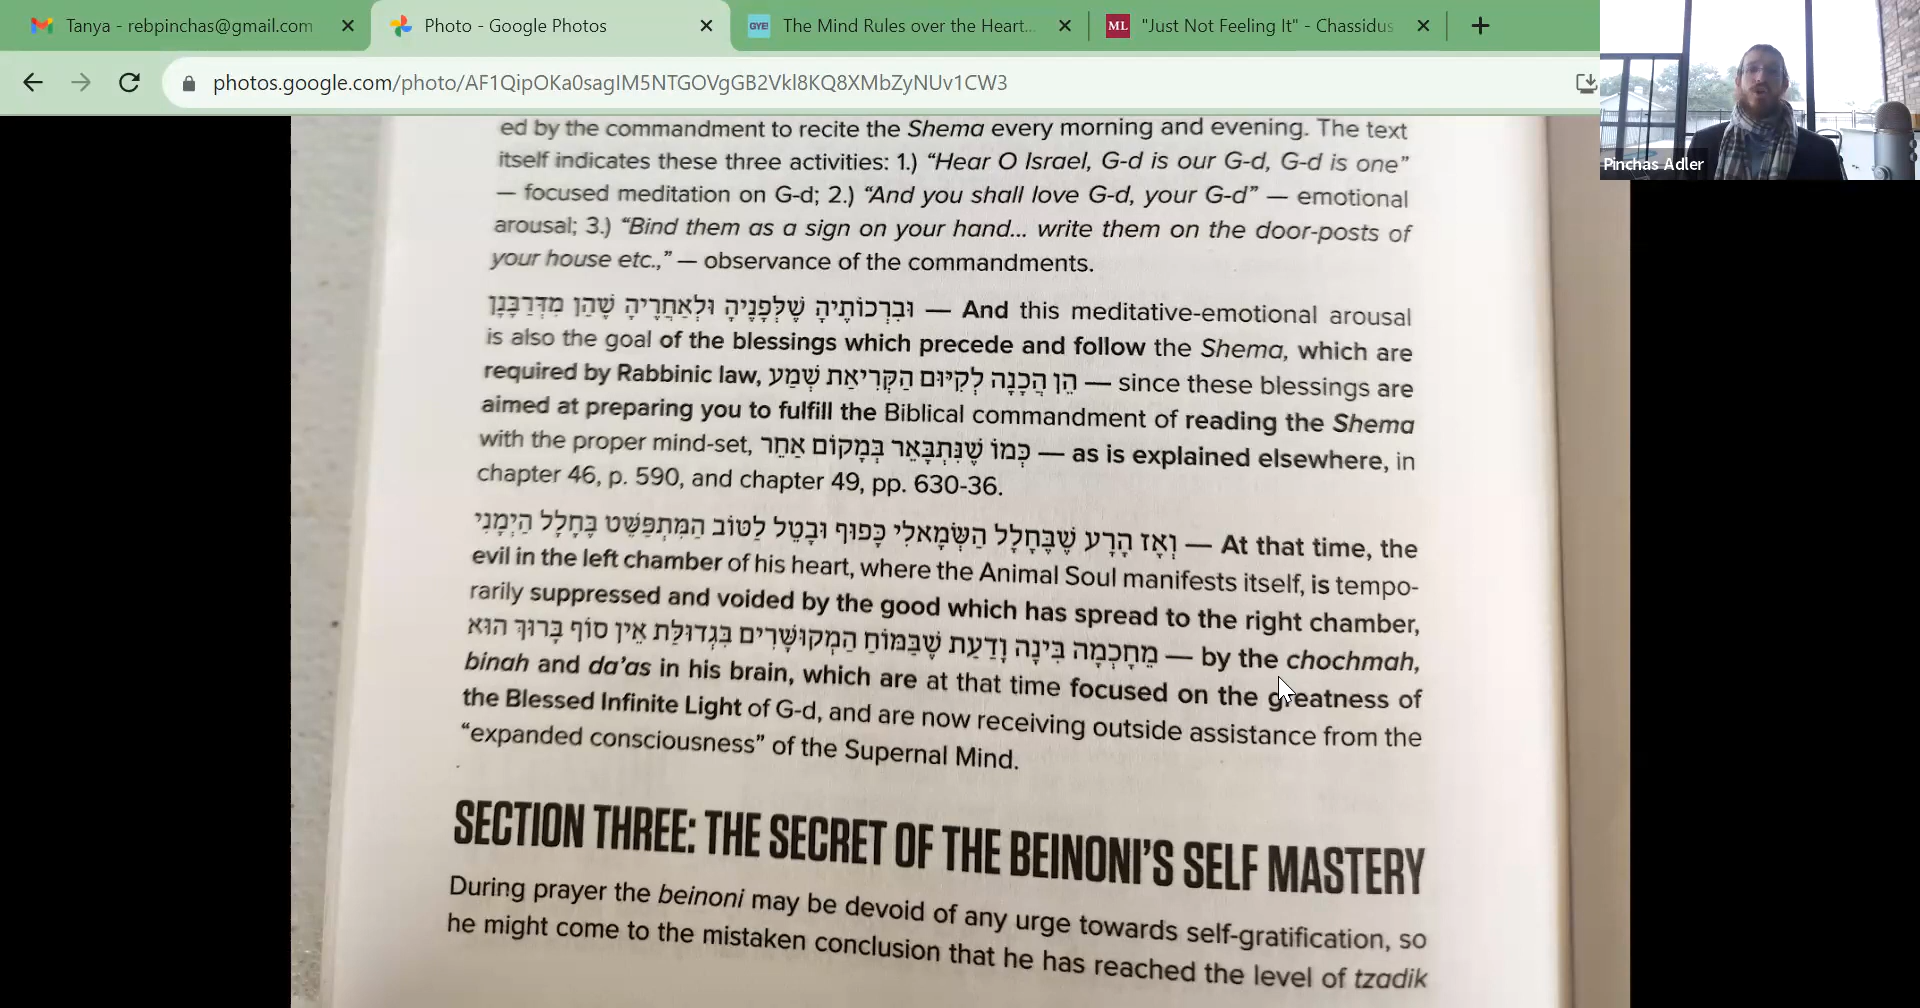 Tanya - rebpinchas@gmail.com
Photo - Google Photos
The Mind Rules over the Heart...
"Just Not Feeling It" - Chassidus
GYE
ML
photos.google.com/photo/AF1QipOKa0sagIM5NTGOVgGB2Vkl8KQ8XMbZyNUv1CW3
Pinchas Adler
ed by the commandment to recite the Shema every morning and evening. The text
itself indicates these three activities: 1.) “Hear O Israel, G-d is our G-d, G-d is one”
— focused meditation on G-d; 2.) “And you shall love G-d, your G-d” — emotional
arousal; 3.) “Bind them as a sign on your hand... write them on the door-posts of
your house etc.,” — observance of the commandments.
וּבִרְכוֹתֶיהָ שֶׁלְּפָנֶיהָ וּלְאַחֲרֶיהָ שֶׁהֵן מִדְּרַבָּנָן — And this meditative-emotional arousal
is also the goal of the blessings which precede and follow the Shema, which are
required by Rabbinic law, הֵן הֲכָנָה לְקִיּוּם הַקְּרִיאַת שְׁמַע — since these blessings are
aimed at preparing you to fulfill the Biblical commandment of reading the Shema
with the proper mind-set, כְּמוֹ שֶׁנִּתְבָּאֵר בְּמָקוֹם אַחֵר — as is explained elsewhere, in
chapter 46, p. 590, and chapter 49, pp. 630-36.
וְאָז הָרָע שֶׁבֶּחָלָל הַשְּׂמָאלִי כָּפוּף וּבָטֵל לַטּוֹב הַמִּתְפַּשֵּׁט בֶּחָלָל הַיְמָנִי — At that time, the
evil in the left chamber of his heart, where the Animal Soul manifests itself, is tempo-
rarily suppressed and voided by the good which has spread to the right chamber,
מֵחָכְמָה בִּינָה וָדַעַת שֶׁבַּמּוֹחַ הַמְקוּשָּׁרִים בִּגְדוּלַּת אֵין סוֹף בָּרוּךְ הוּא — by the chochmah,
binah and da’as in his brain, which are at that time focused on the greatness of
the Blessed Infinite Light of G-d, and are now receiving outside assistance from the
“expanded consciousness” of the Supernal Mind.
SECTION THREE: THE SECRET OF THE BEINONI’S SELF MASTERY
During prayer the beinoni may be devoid of any urge towards self-gratification, so
he might come to the mistaken conclusion that he has reached the level of tzadik